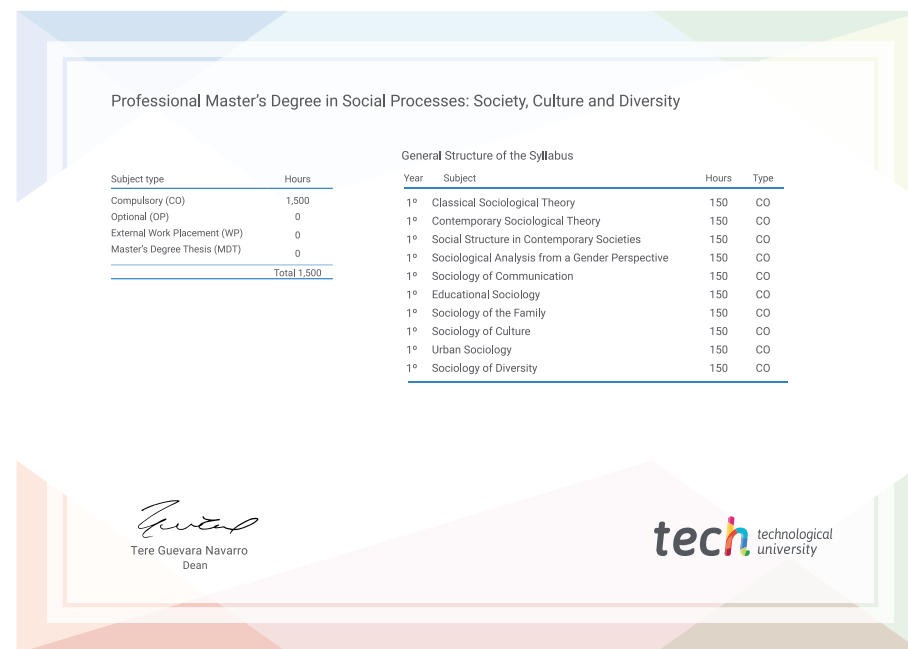 Professional Master's Degree in Social Processes: Society, Culture and Diversity
Subject type Hours
Compulsory (CO) 1,500
Optional (OP) 0
External Work Placement (WP) 0
Master's Degree Thesis (MDT) 0
Total 1,500
General Structure of the Syllabus
Year Subject Hours Type
1º Classical Sociological Theory 150 CO
1º Contemporary Sociological Theory 150 CO
1º Social Structure in Contemporary Societies 150 CO
1º Sociological Analysis from a Gender Perspective 150 CO
1º Sociology of Communication 150 CO
1º Educational Sociology 150 CO
1º Sociology of the Family 150 CO
1º Sociology of Culture 150 CO
1º Urban Sociology 150 CO
1º Sociology of Diversity 150 CO
Tere Guevara Navarro
Dean
tech technological
university